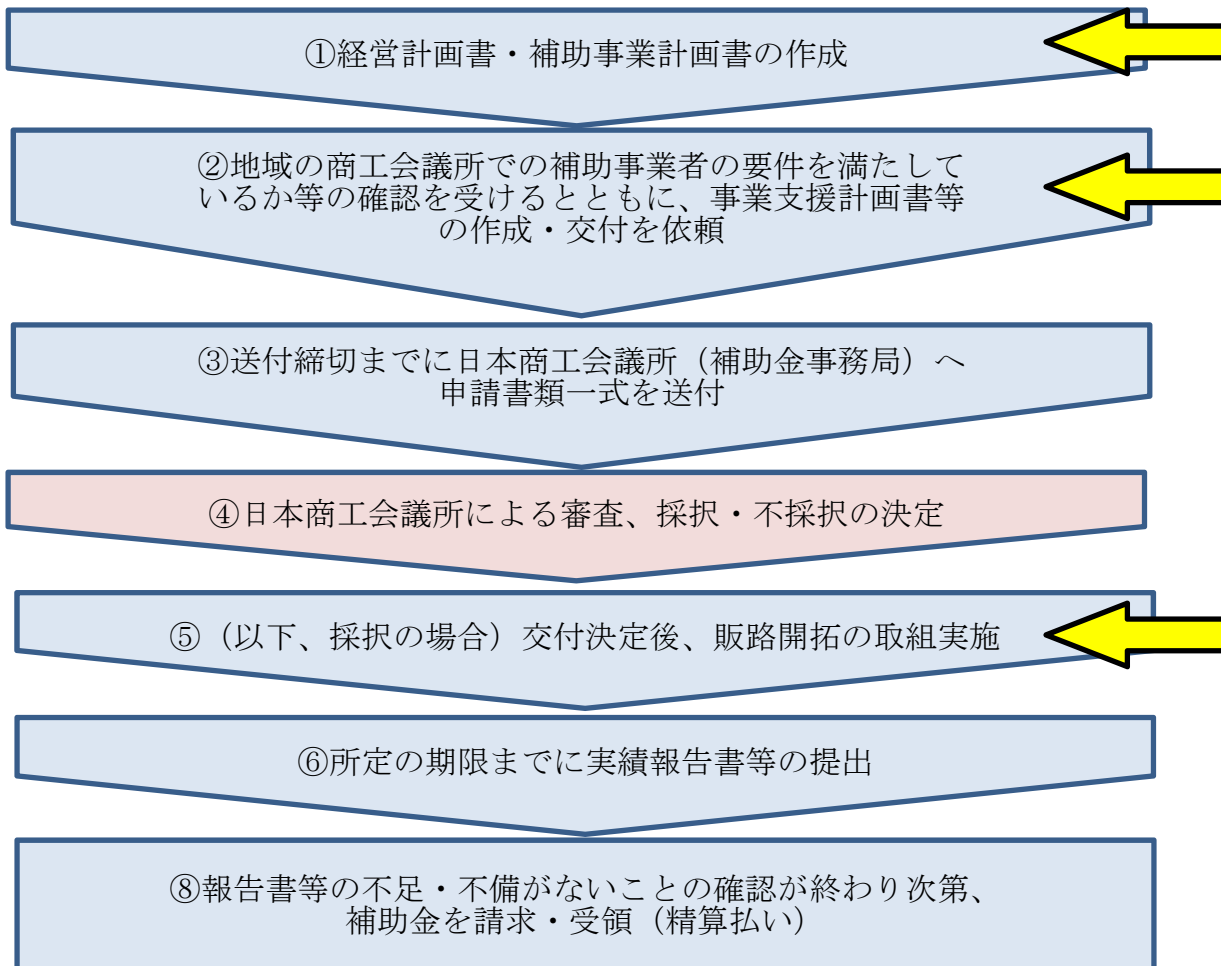 ①経営計画書・補助事業計画書の作成
②地域の商工会議所での補助事業者の要件を満たして
いるか等の確認を受けるとともに、事業支援計画書等
の作成・交付を依頼
③送付締切までに日本商工会議所（補助金事務局）へ
申請書類一式を送付
④日本商工会議所による審査、採択・不採択の決定
⑤（以下、採択の場合）交付決定後、販路開拓の取組実施
⑥所定の期限までに実績報告書等の提出
⑧報告書等の不足・不備がないことの確認が終わり次第、
補助金を請求・受領（精算払い）